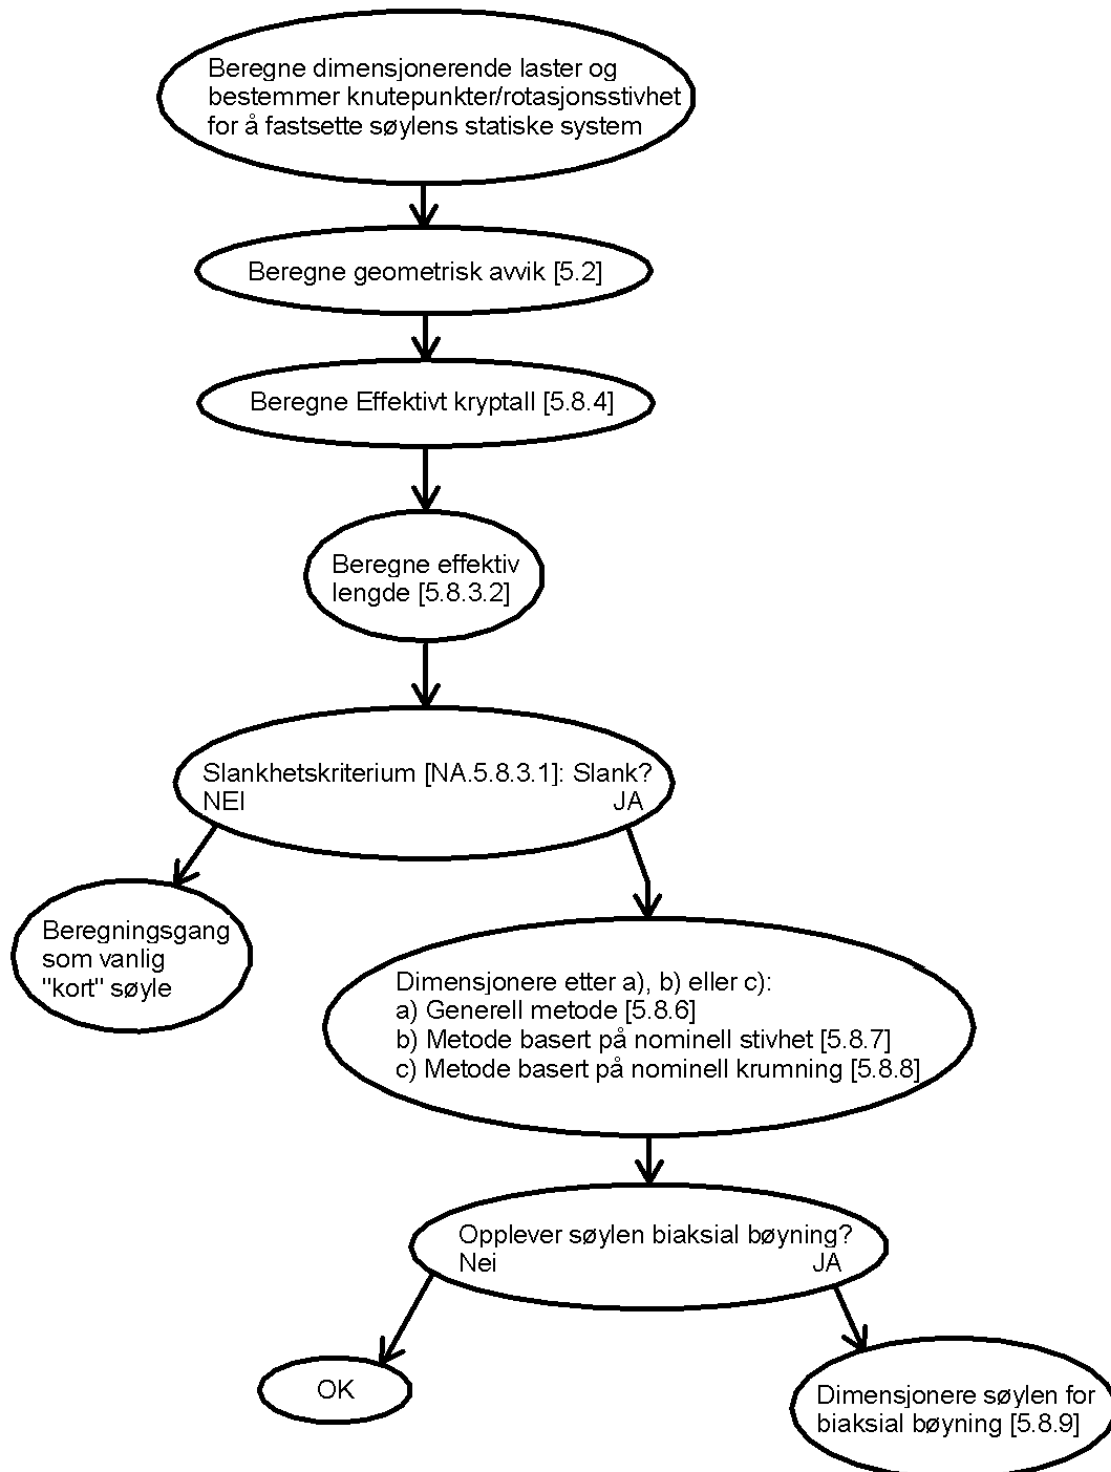 Beregne dimensjonerende laster og
bestemmer knutepunkter/rotasjonsstivhet
for å fastsette søylens statiske system
Beregne geometrisk avvik [5.2]
Beregne Effektivt kryptall [5.8.4]
Beregne effektiv
lengde [5.8.3.2]
Slankhetskriterium [NA.5.8.3.1]: Slank?
NEI JA
Beregningsgang
som vanlig
"kort" søyle
Dimensjonere etter a), b) eller c):
a) Generell metode [5.8.6]
b) Metode basert på nominell stivhet [5.8.7]
c) Metode basert på nominell krumning [5.8.8]
Opplever søylen biaksial bøyning?
Nei JA
OK
Dimensjonere søylen for
biaksial bøyning [5.8.9]